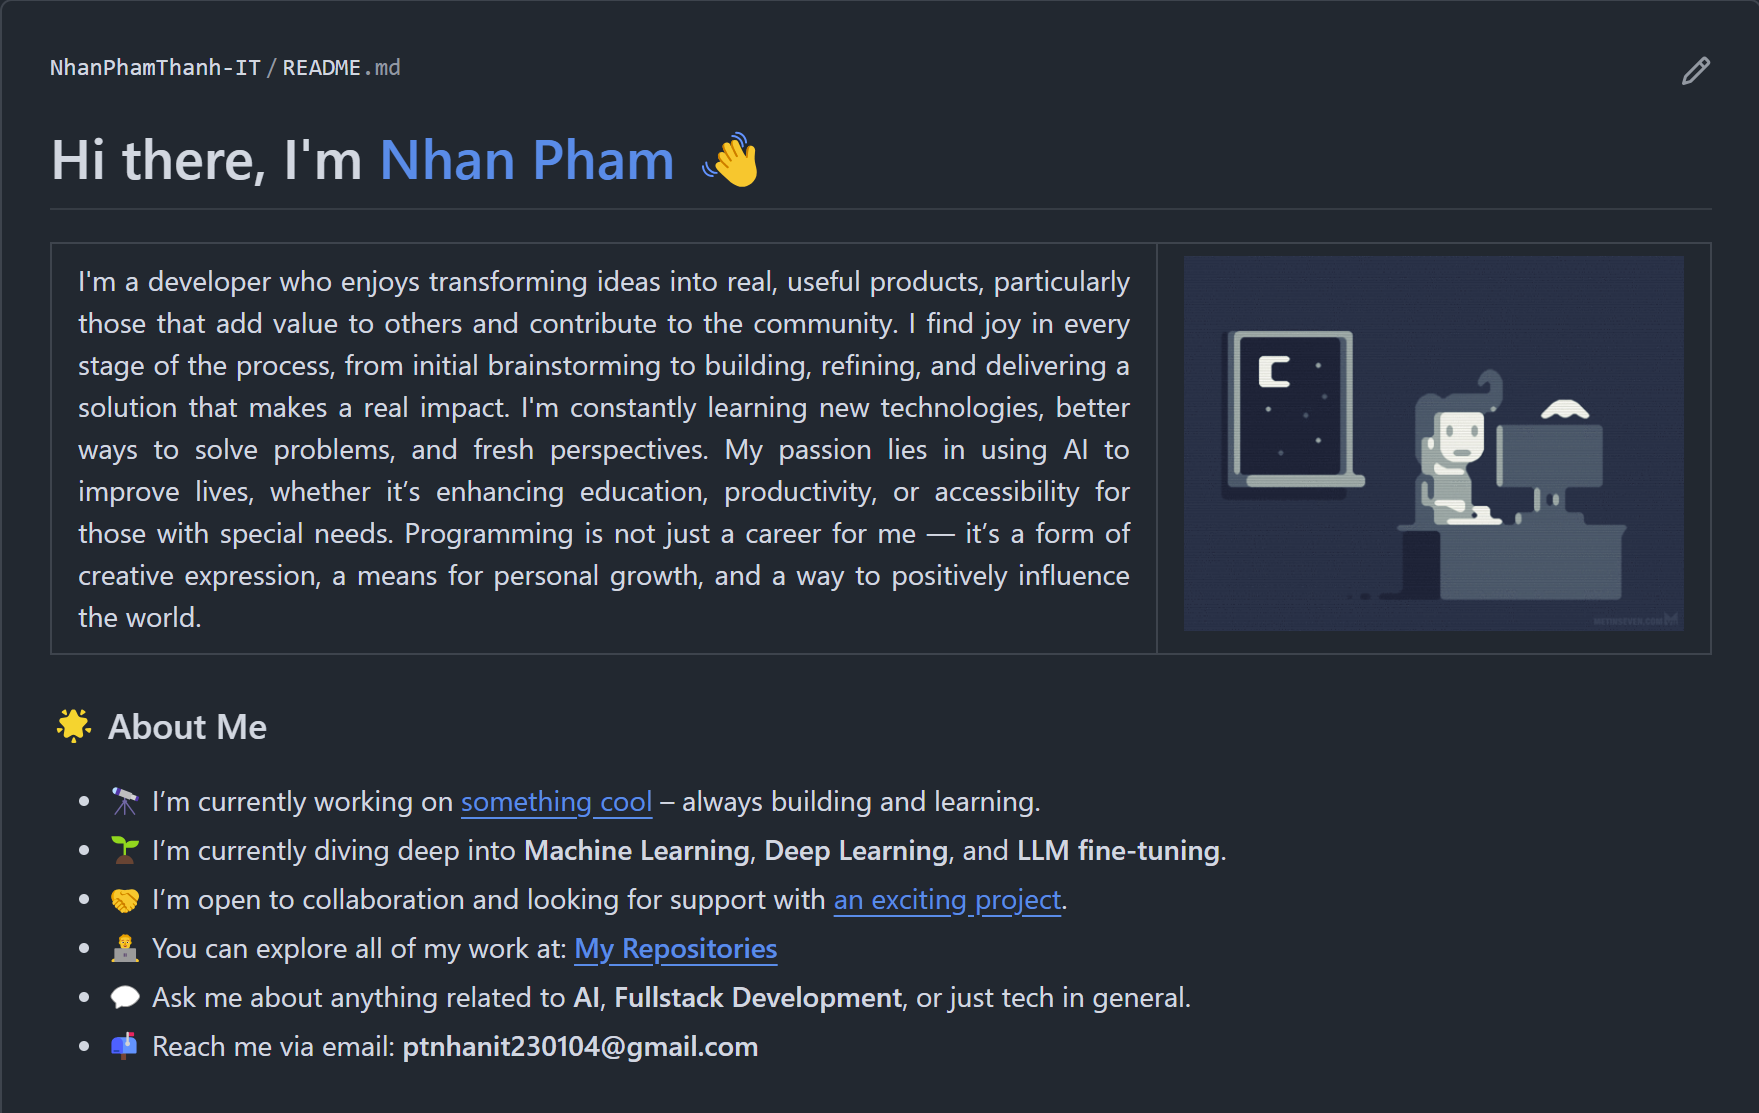 NhanPhamThanh-IT / README.md
Hi there, I'm Nhan Pham 👋
I'm a developer who enjoys transforming ideas into real, useful products, particularly
those that add value to others and contribute to the community. I find joy in every
stage of the process, from initial brainstorming to building, refining, and delivering a
solution that makes a real impact. I'm constantly learning new technologies, better
ways to solve problems, and fresh perspectives. My passion lies in using AI to
improve lives, whether it’s enhancing education, productivity, or accessibility for
those with special needs. Programming is not just a career for me — it’s a form of
creative expression, a means for personal growth, and a way to positively influence
the world.
🌟 About Me
• 🔭 I’m currently working on something cool – always building and learning.
• 🌱 I’m currently diving deep into Machine Learning, Deep Learning, and LLM fine-tuning.
• 🤝 I’m open to collaboration and looking for support with an exciting project.
• 👨‍💻 You can explore all of my work at: My Repositories
• 💬 Ask me about anything related to AI, Fullstack Development, or just tech in general.
• 📫 Reach me via email: ptnhanit230104@gmail.com